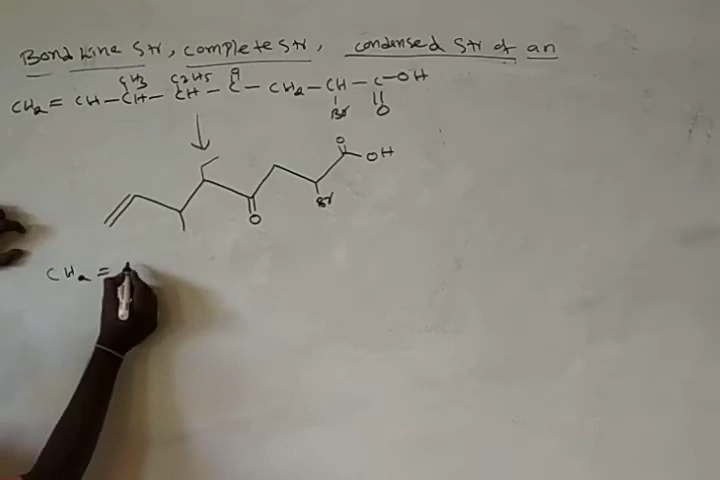 Bond Line Str, complete str, condensed str of an
CH3 C2H5 O
CH2 = CH - CH - CH - C - CH2 - CH - C - OH
Br O
O OH
Br
O
CH2 =